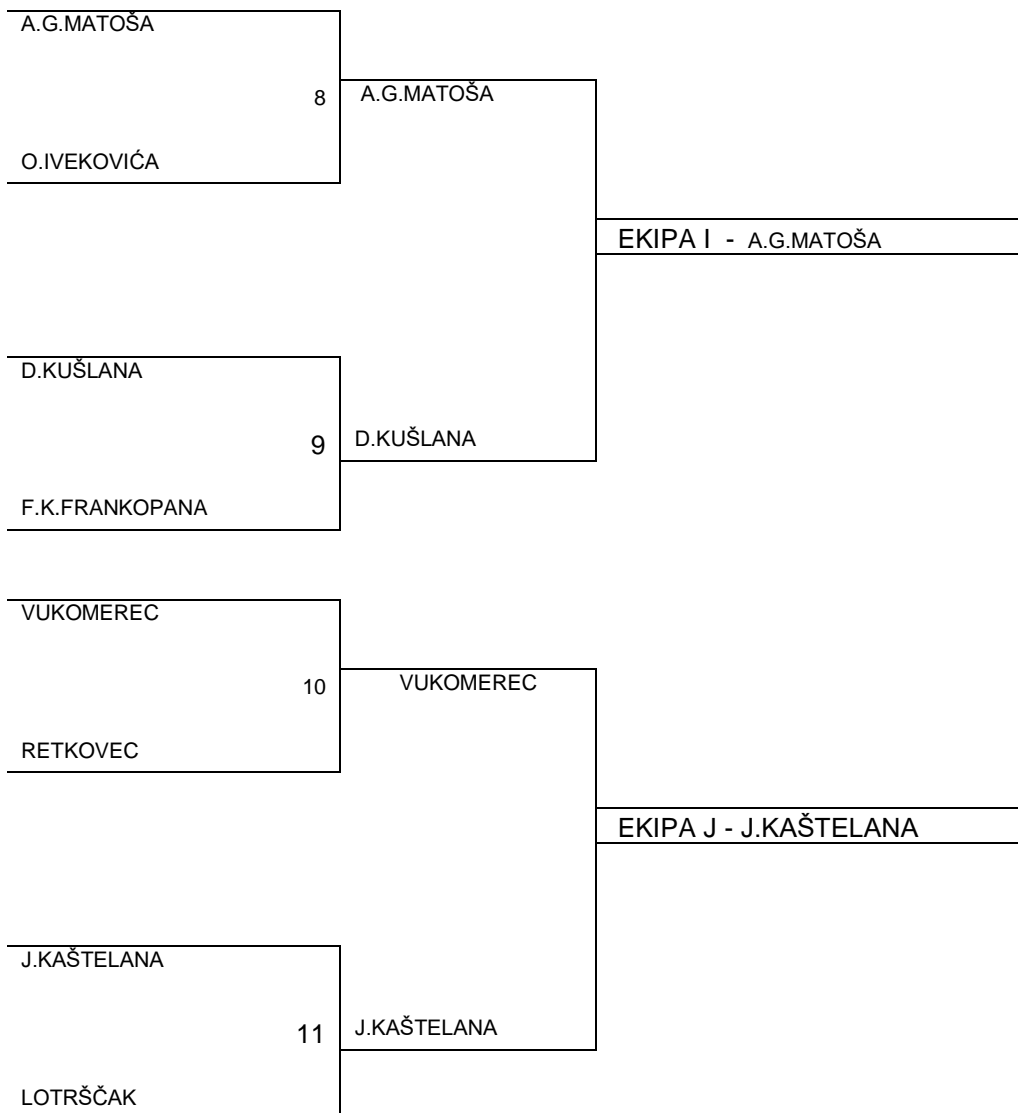 A.G.MATOŠA
8
A.G.MATOŠA
O.IVEKOVIĆA
EKIPA I - A.G.MATOŠA
D.KUŠLANA
9
D.KUŠLANA
F.K.FRANKOPANA
VUKOMEREC
10
VUKOMEREC
RETKOVEC
EKIPA J - J.KAŠTELANA
J.KAŠTELANA
11
J.KAŠTELANA
LOTRŠČAK